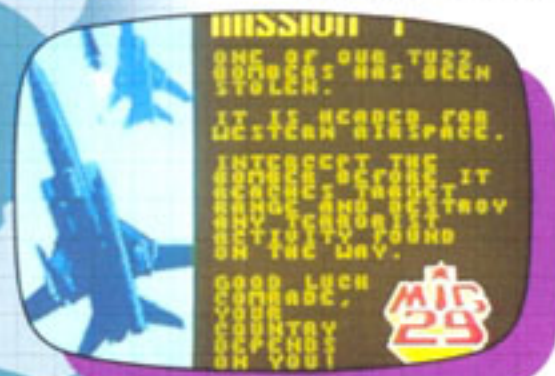 MISSION 1
ONE OF OUR TU22
BOMBERS HAS BEEN
STOLEN.
IT IS HEADED FOR
WESTERN AIRSPACE.
INTERCEPT THE
BOMBER BEFORE IT
REACHES TARGET
RANGE AND DESTROY
ANY TERRORIST
ACTIVITY FOUND
ON THE WAY.
GOOD LUCK
COMRADE,
YOUR
COUNTRY
DEPENDS
ON YOU!
MIG
29